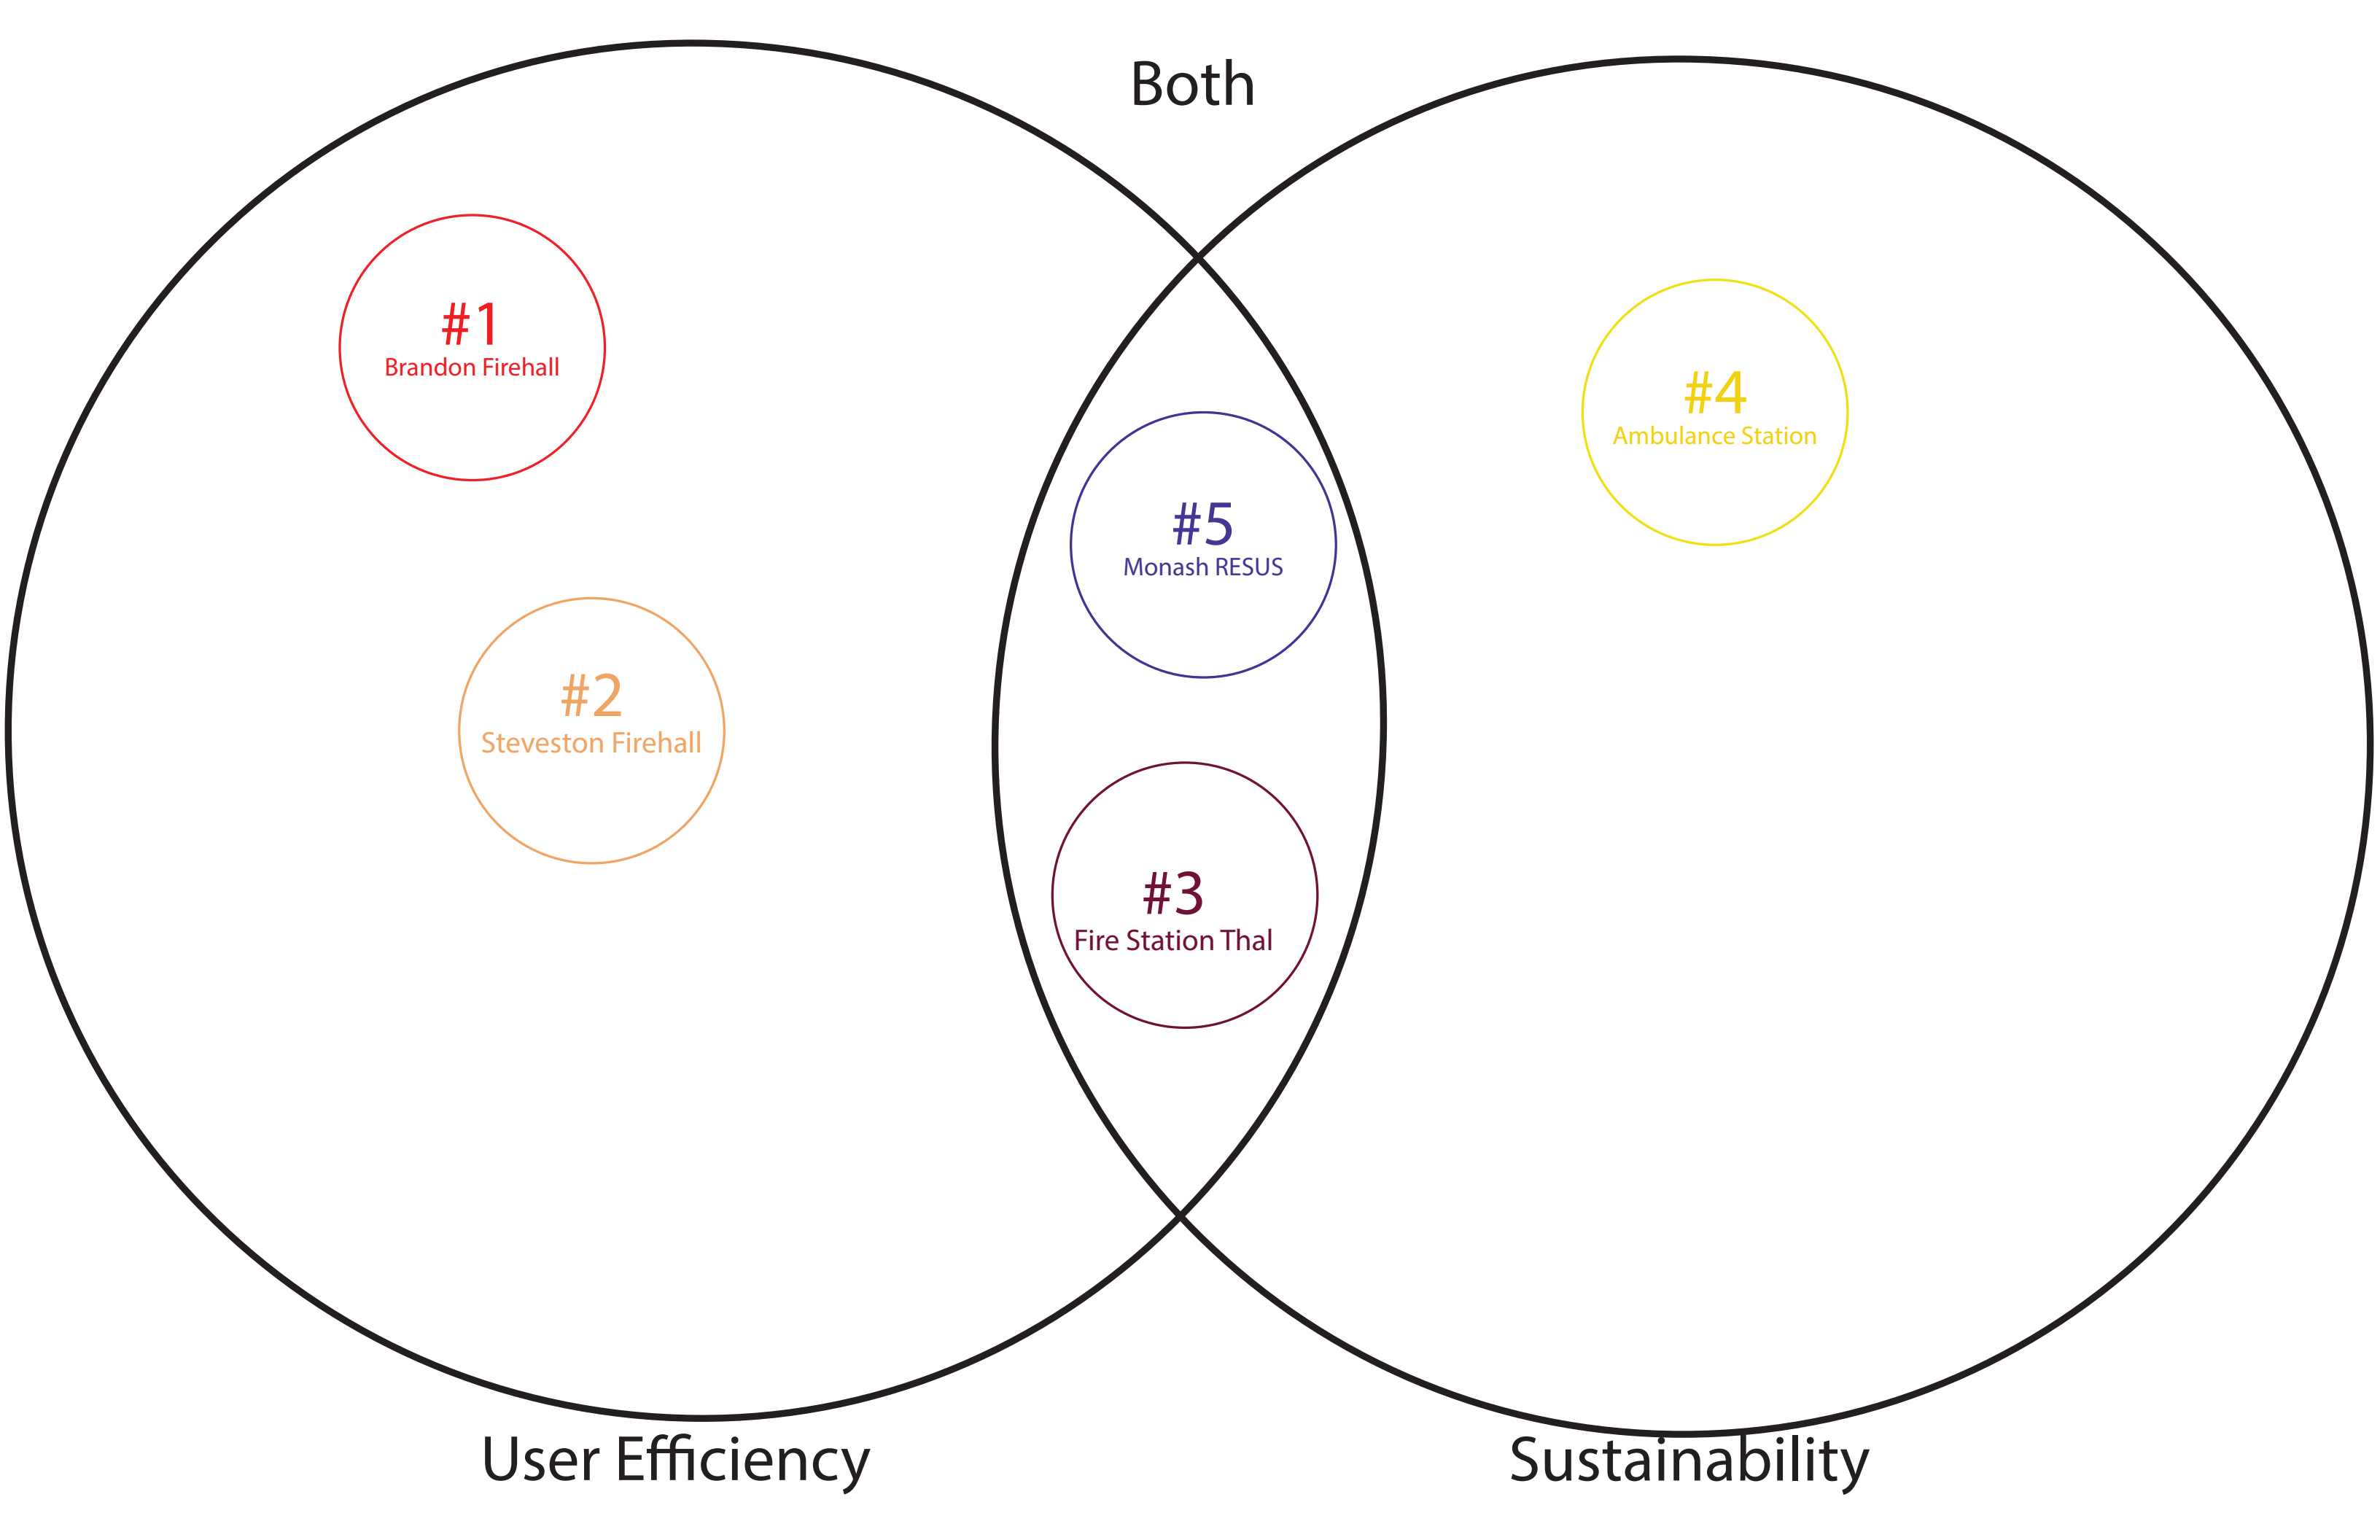 Both
#1
Brandon Firehall
#2
Steveston Firehall
#5
Monash RESUS
#3
Fire Station Thal
#4
Ambulance Station
User Efficiency
Sustainability